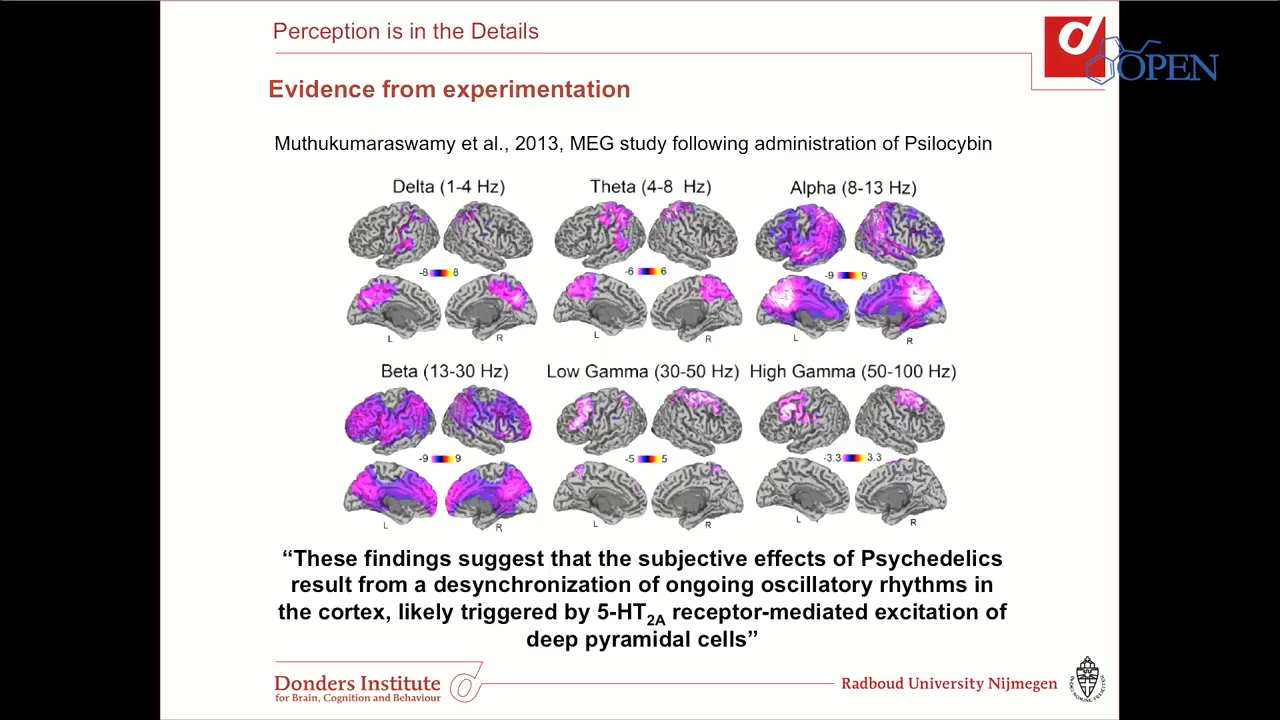 Perception is in the Details
OPEN
Evidence from experimentation
Muthukumaraswamy et al., 2013, MEG study following administration of Psilocybin
Delta (1-4 Hz)
Theta (4-8 Hz)
Alpha (8-13 Hz)
-8 8
-6 6
-9 9
L R
L R
L R
Beta (13-30 Hz)
Low Gamma (30-50 Hz)
High Gamma (50-100 Hz)
-9 9
-5 5
-3.3 3.3
L R
L R
L R
“These findings suggest that the subjective effects of Psychedelics
result from a desynchronization of ongoing oscillatory rhythms in
the cortex, likely triggered by 5-HT2A receptor-mediated excitation of
deep pyramidal cells”
Donders Institute
for Brain, Cognition and Behaviour
Radboud University Nijmegen